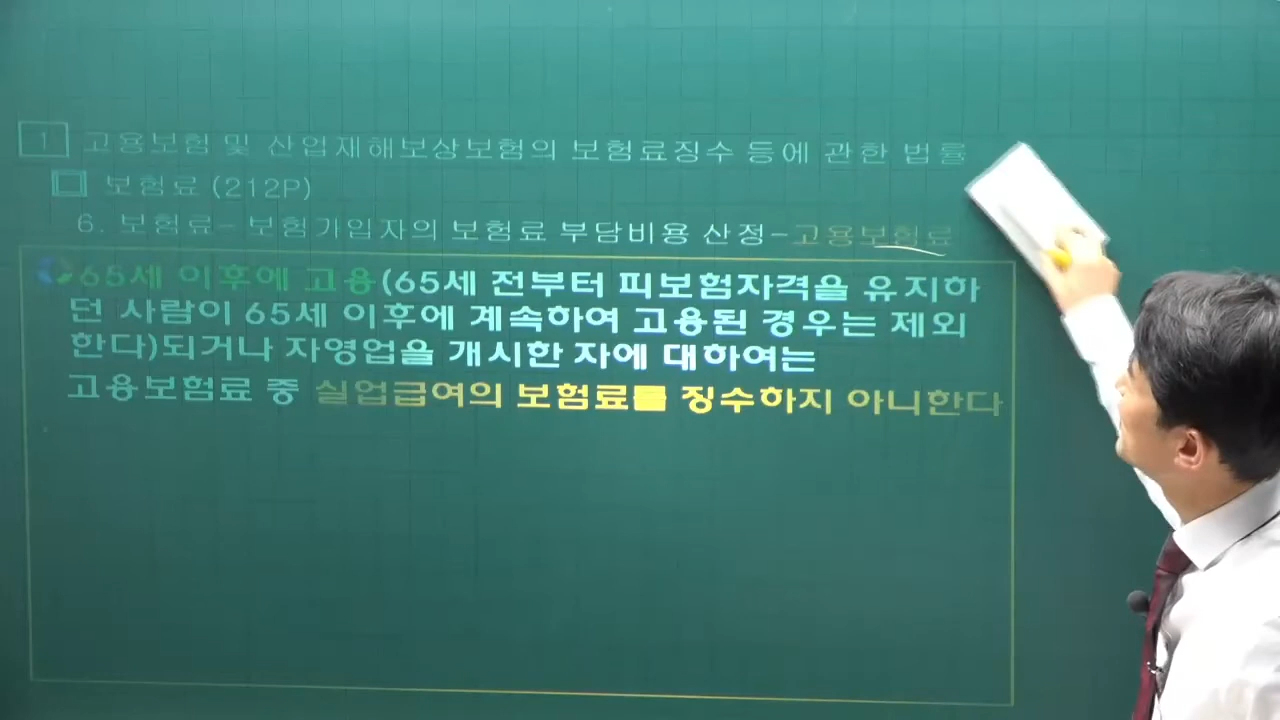 1 고용보험 및 산업재해보상보험의 보험료징수 등에 관한 법률
보험료 (212P)
6. 보험료- 보험가입자의 보험료 부담비용 산정-고용보험료
65세 이후에 고용(65세 전부터 피보험자격을 유지하
던 사람이 65세 이후에 계속하여 고용된 경우는 제외
한다)되거나 자영업을 개시한 자에 대하여는
고용보험료 중 실업급여의 보험료를 징수하지 아니한다